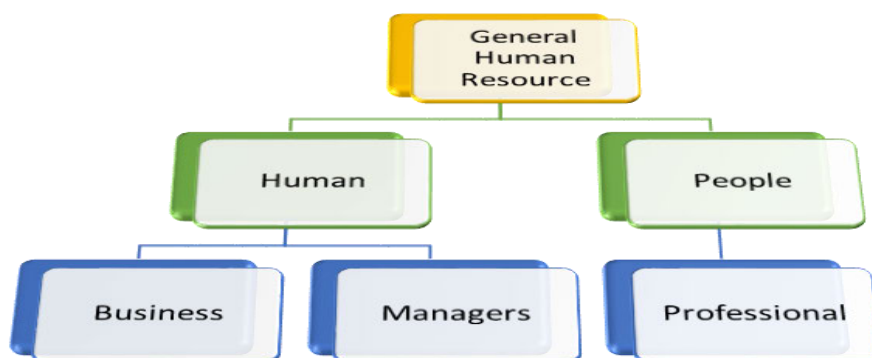 General
Human
Resource
Human
People
Business
Managers
Professional